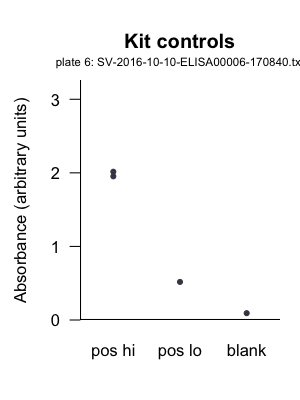 Kit controls
plate 6: SV-2016-10-10-ELISA00006-170840.tx
Absorbance (arbitrary units)
3
2
1
0
pos hi pos lo blank